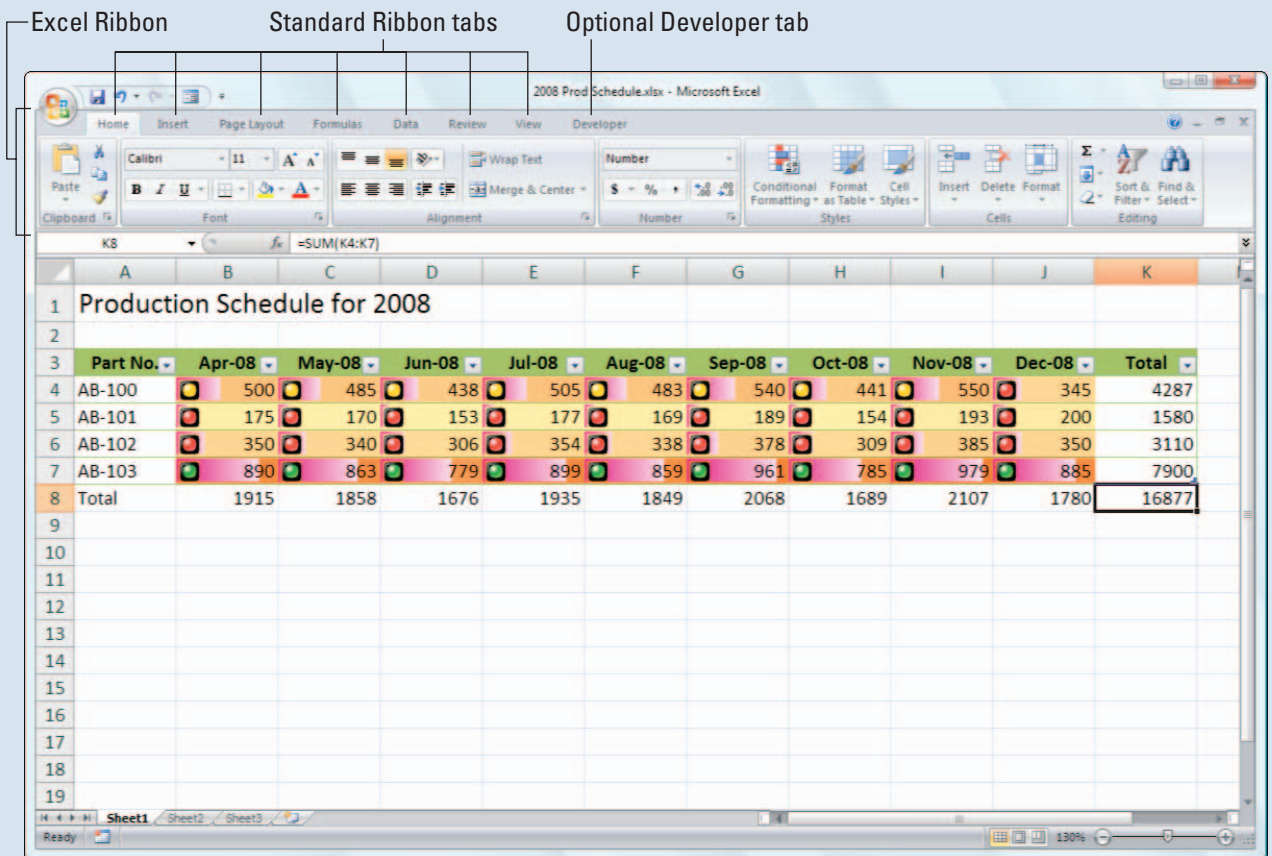 Excel Ribbon Standard Ribbon tabs Optional Developer tab
2008 Prod Schedule.xlsx - Microsoft Excel
Home Insert Page Layout Formulas Data Review View Developer
Calibri 11 A A Wrap Text Number Σ
Paste B I U A Merge & Center $ % , Conditional Formatting Format as Table Cell Styles Insert Delete Format Sort & Filter Find & Select
Clipboard Font Alignment Number Styles Cells Editing
K8 fx =SUM(K4:K7)
A B C D E F G H I J K
1 Production Schedule for 2008
2
3 Part No. Apr-08 May-08 Jun-08 Jul-08 Aug-08 Sep-08 Oct-08 Nov-08 Dec-08 Total
4 AB-100 500 485 438 505 483 540 441 550 345 4287
5 AB-101 175 170 153 177 169 189 154 193 200 1580
6 AB-102 350 340 306 354 338 378 309 385 350 3110
7 AB-103 890 863 779 899 859 961 785 979 885 7900
8 Total 1915 1858 1676 1935 1849 2068 1689 2107 1780 16877
9
10
11
12
13
14
15
16
17
18
19
Sheet1 Sheet2 Sheet3
Ready 130%